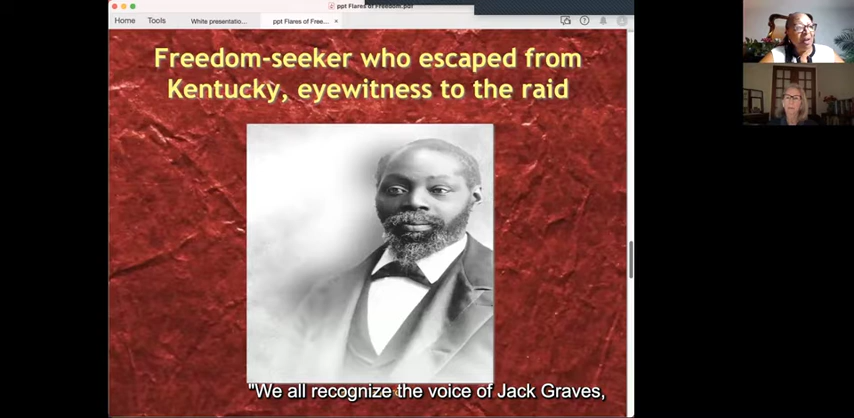 ppt Flares of Freedom.pdf
Home Tools White presentatio... ppt Flares of Free... ×
Freedom-seeker who escaped from
Kentucky, eyewitness to the raid
"We all recognize the voice of Jack Graves,